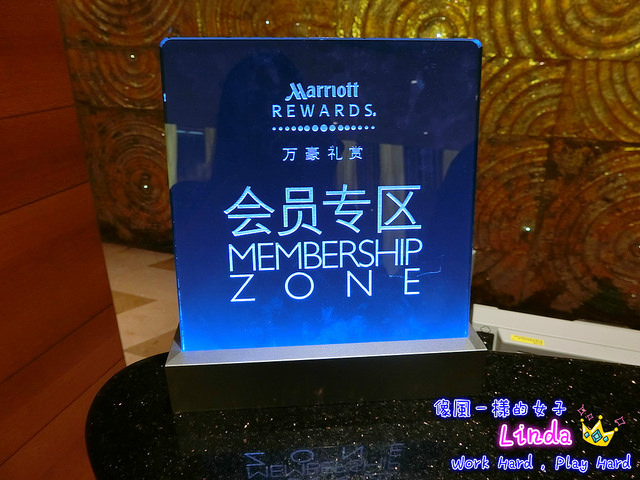 Marriott
REWARDS.
万豪礼赏
会员专区
MEMBERSHIP
ZONE
像風一樣的女子
Linda
Work Hard , Play Hard